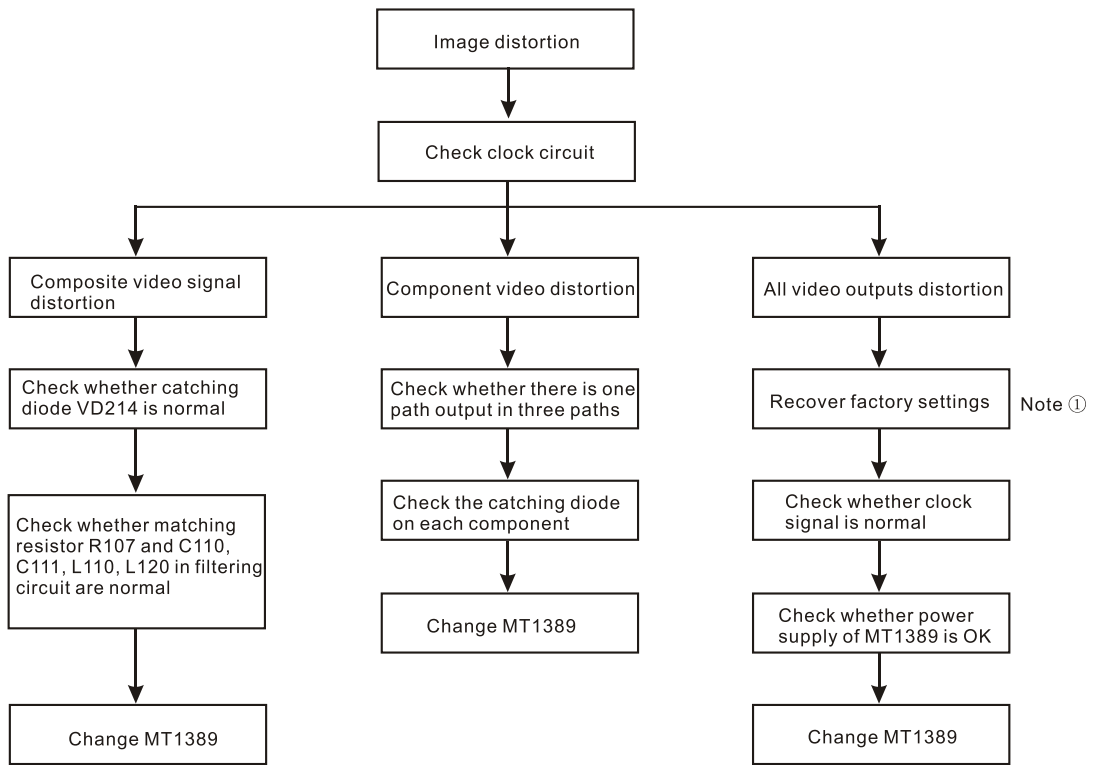 Image distortion
Check clock circuit
Composite video signal
distortion
Check whether catching
diode VD214 is normal
Check whether matching
resistor R107 and C110,
C111, L110, L120 in filtering
circuit are normal
Change MT1389
Component video distortion
Check whether there is one
path output in three paths
Check the catching diode
on each component
Change MT1389
All video outputs distortion
Recover factory settings
Note ①
Check whether clock
signal is normal
Check whether power
supply of MT1389 is OK
Change MT1389